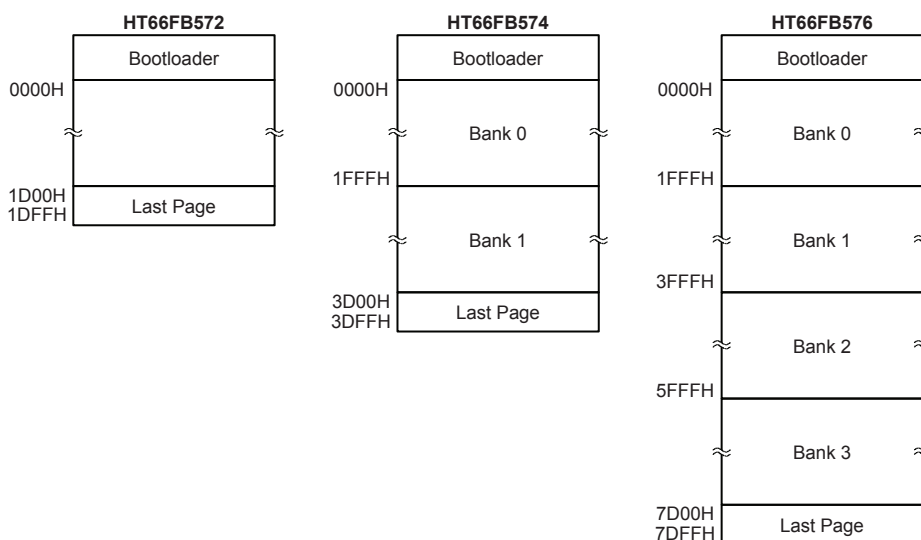 HT66FB572
Bootloader
0000H
1D00H
1DFFH
Last Page
HT66FB574
Bootloader
0000H
Bank 0
1FFFH
Bank 1
3D00H
3DFFH
Last Page
HT66FB576
Bootloader
0000H
Bank 0
1FFFH
Bank 1
3FFFH
Bank 2
5FFFH
Bank 3
7D00H
7DFFH
Last Page